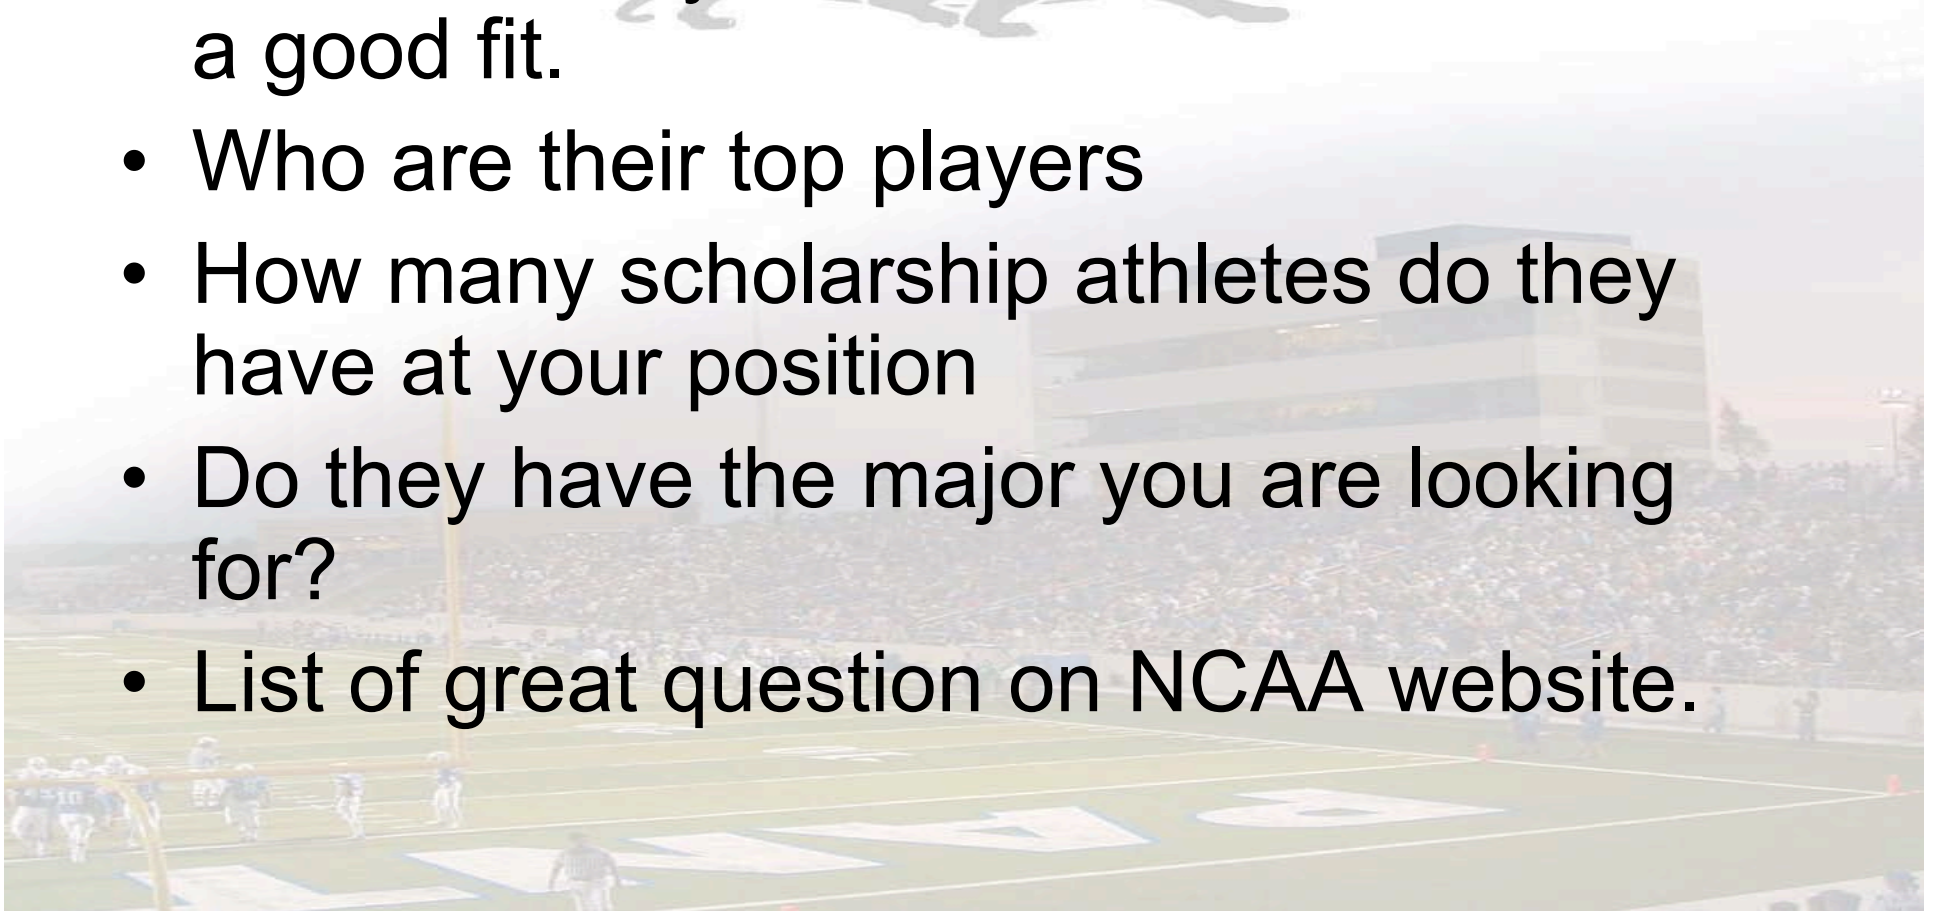 a good fit.
• Who are their top players
• How many scholarship athletes do they
have at your position
• Do they have the major you are looking
for?
• List of great question on NCAA website.